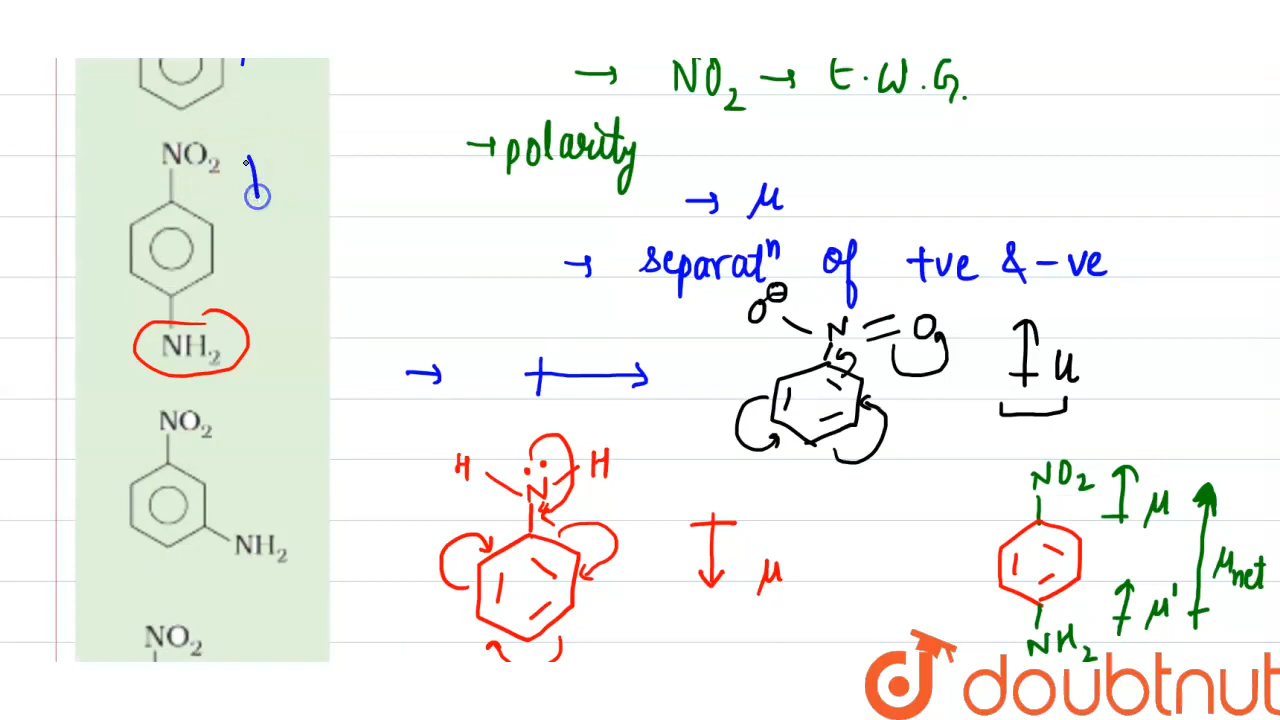 → NO2 → E.W.G.
→ polarity
→ μ
→ separatⁿ of +ve & -ve
NO2
NH2
O⊖ N O
μ
→
NO2
NH2
H N H
μ
NO2 μ
μnet
μ'
NH2
NO2
doubtnut